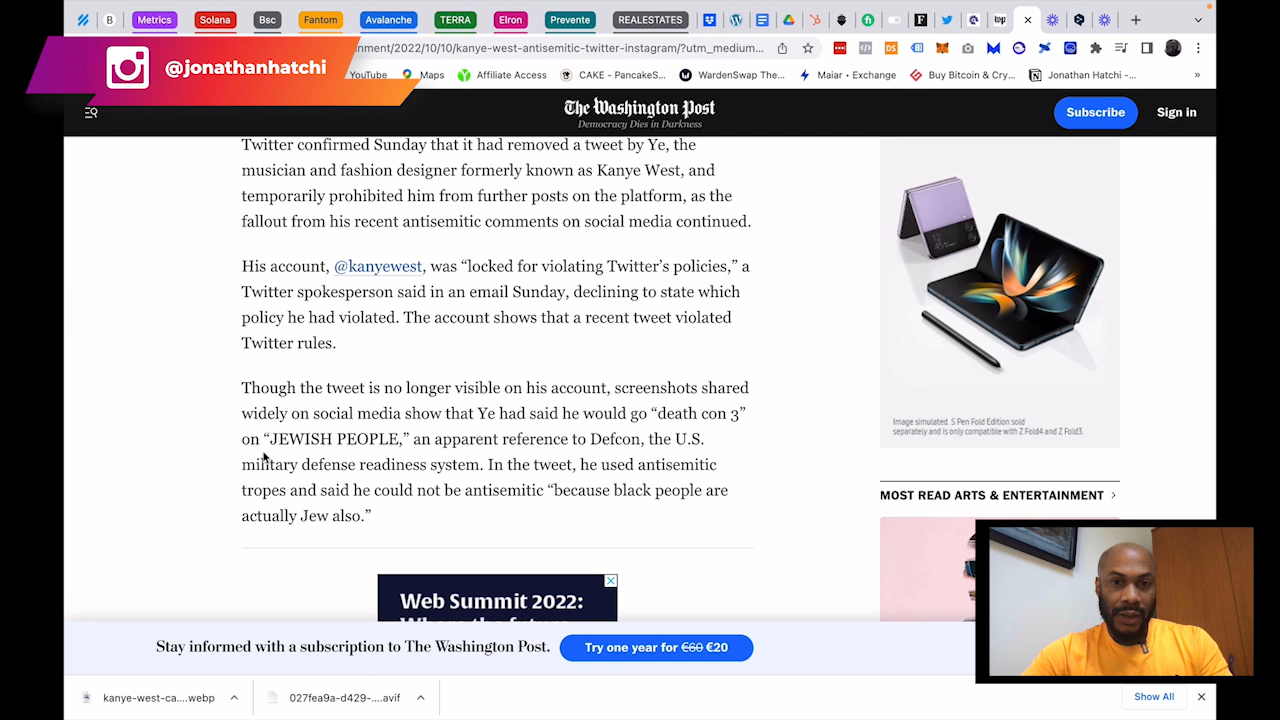 Metrics
Solana
Bsc
Fantom
Avalanche
TERRA
Elron
Prevente
REALESTATES
@jonathanhatchi
nment/2022/10/10/kanye-west-antisemitic-twitter-instagram/?utm_medium...
YouTube
Maps
Affiliate Access
CAKE - PancakeS...
WardenSwap The...
Maiar • Exchange
Buy Bitcoin & Cry...
Jonathan Hatchi -...
»
The Washington Post
Democracy Dies in Darkness
Subscribe
Sign in
Twitter confirmed Sunday that it had removed a tweet by Ye, the
musician and fashion designer formerly known as Kanye West, and
temporarily prohibited him from further posts on the platform, as the
fallout from his recent antisemitic comments on social media continued.
His account, @kanyewest, was “locked for violating Twitter’s policies,” a
Twitter spokesperson said in an email Sunday, declining to state which
policy he had violated. The account shows that a recent tweet violated
Twitter rules.
Though the tweet is no longer visible on his account, screenshots shared
widely on social media show that Ye had said he would go “death con 3”
on “JEWISH PEOPLE,” an apparent reference to Defcon, the U.S.
military defense readiness system. In the tweet, he used antisemitic
tropes and said he could not be antisemitic “because black people are
actually Jew also.”
Image simulated. S Pen Fold Edition sold
separately and is only compatible with Z Fold4 and Z Fold3.
MOST READ ARTS & ENTERTAINMENT
Web Summit 2022:
Stay informed with a subscription to The Washington Post.
Try one year for €60 €20
kanye-west-ca....webp
027fea9a-d429-....avif
Show All